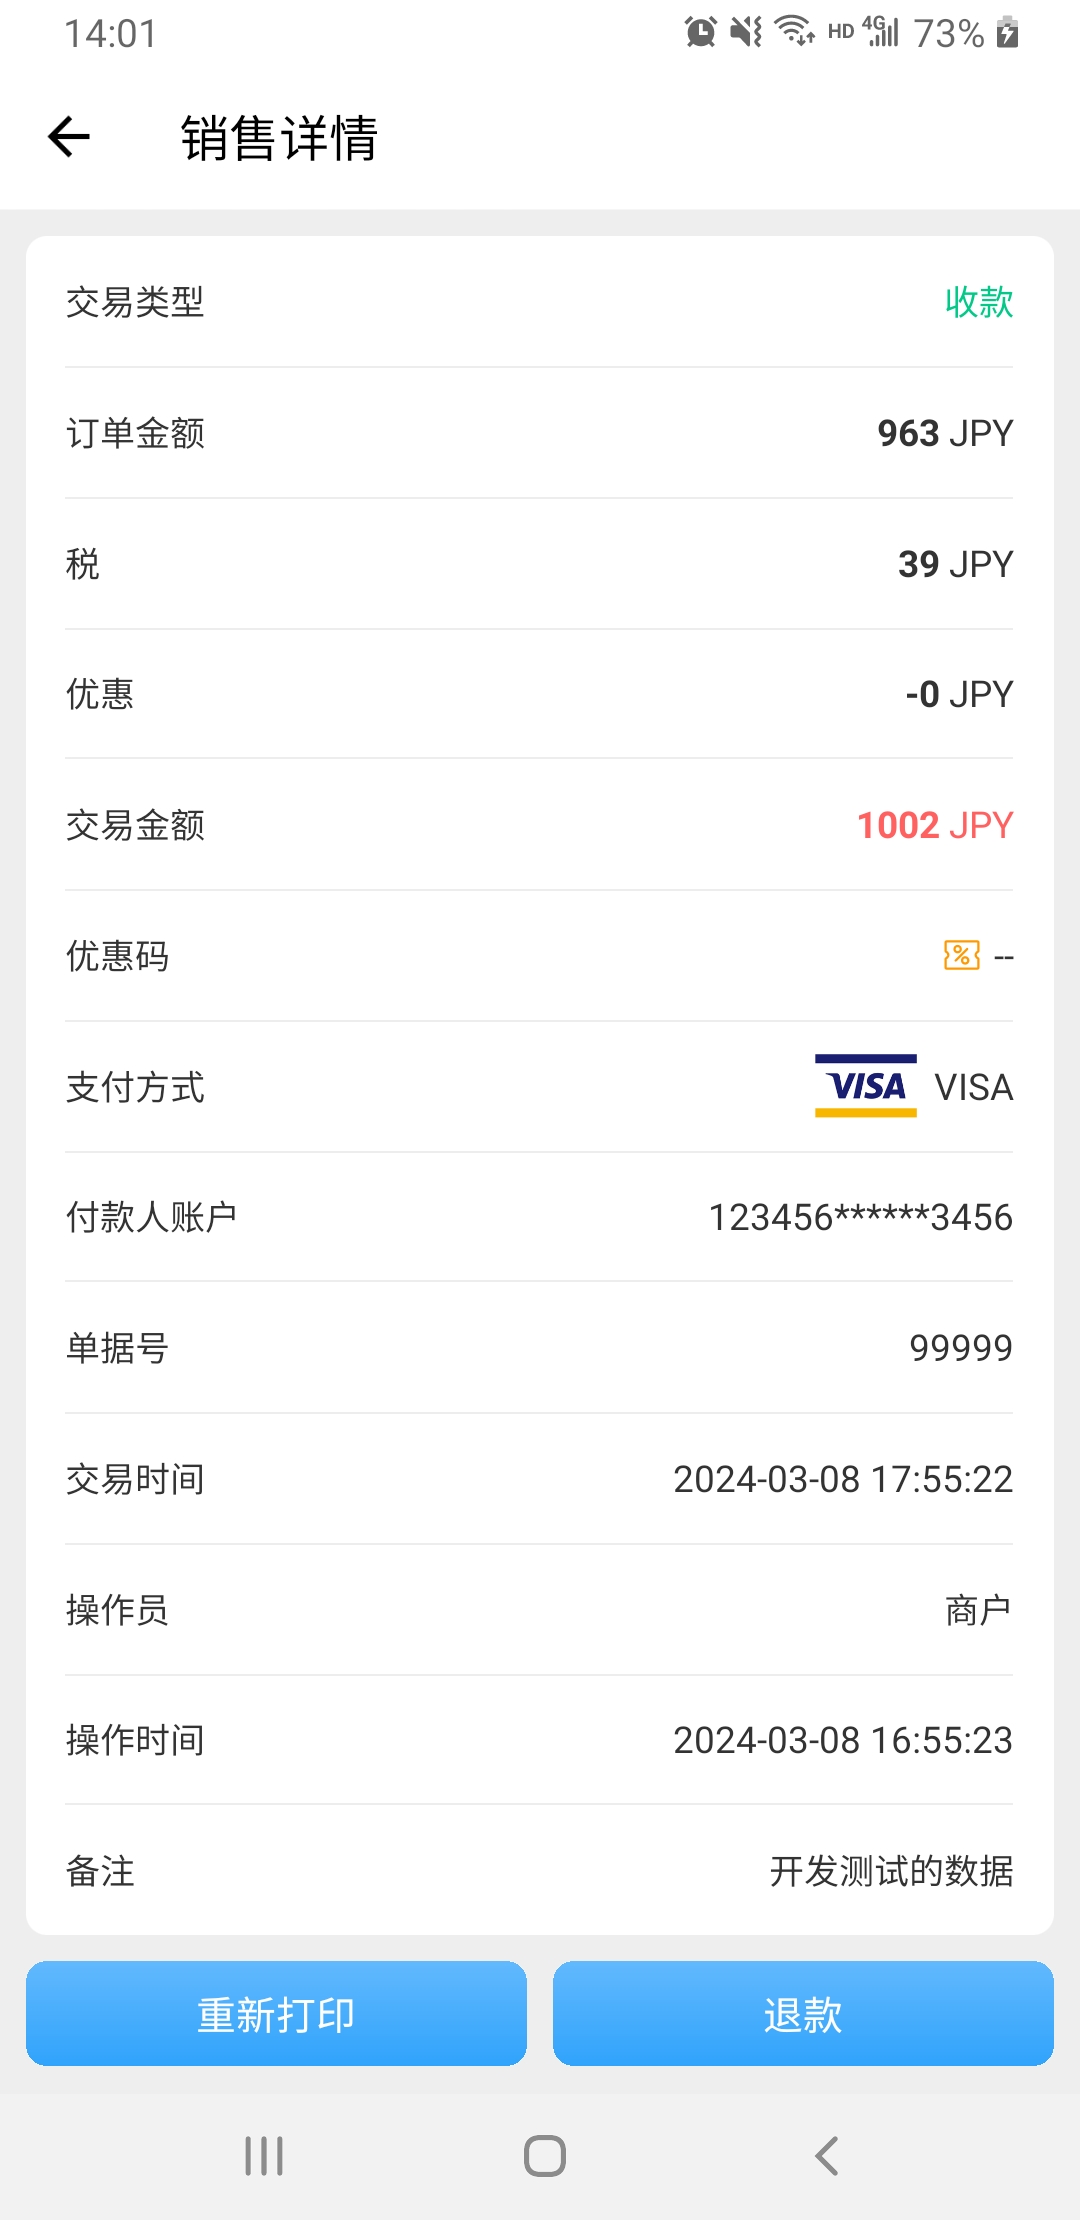 14:01 HD 4G 73%
销售详情
交易类型 收款
订单金额 963 JPY
税 39 JPY
优惠 -0 JPY
交易金额 1002 JPY
优惠码 % --
支付方式 VISA VISA
付款人账户 123456******3456
单据号 99999
交易时间 2024-03-08 17:55:22
操作员 商户
操作时间 2024-03-08 16:55:23
备注 开发测试的数据
重新打印 退款